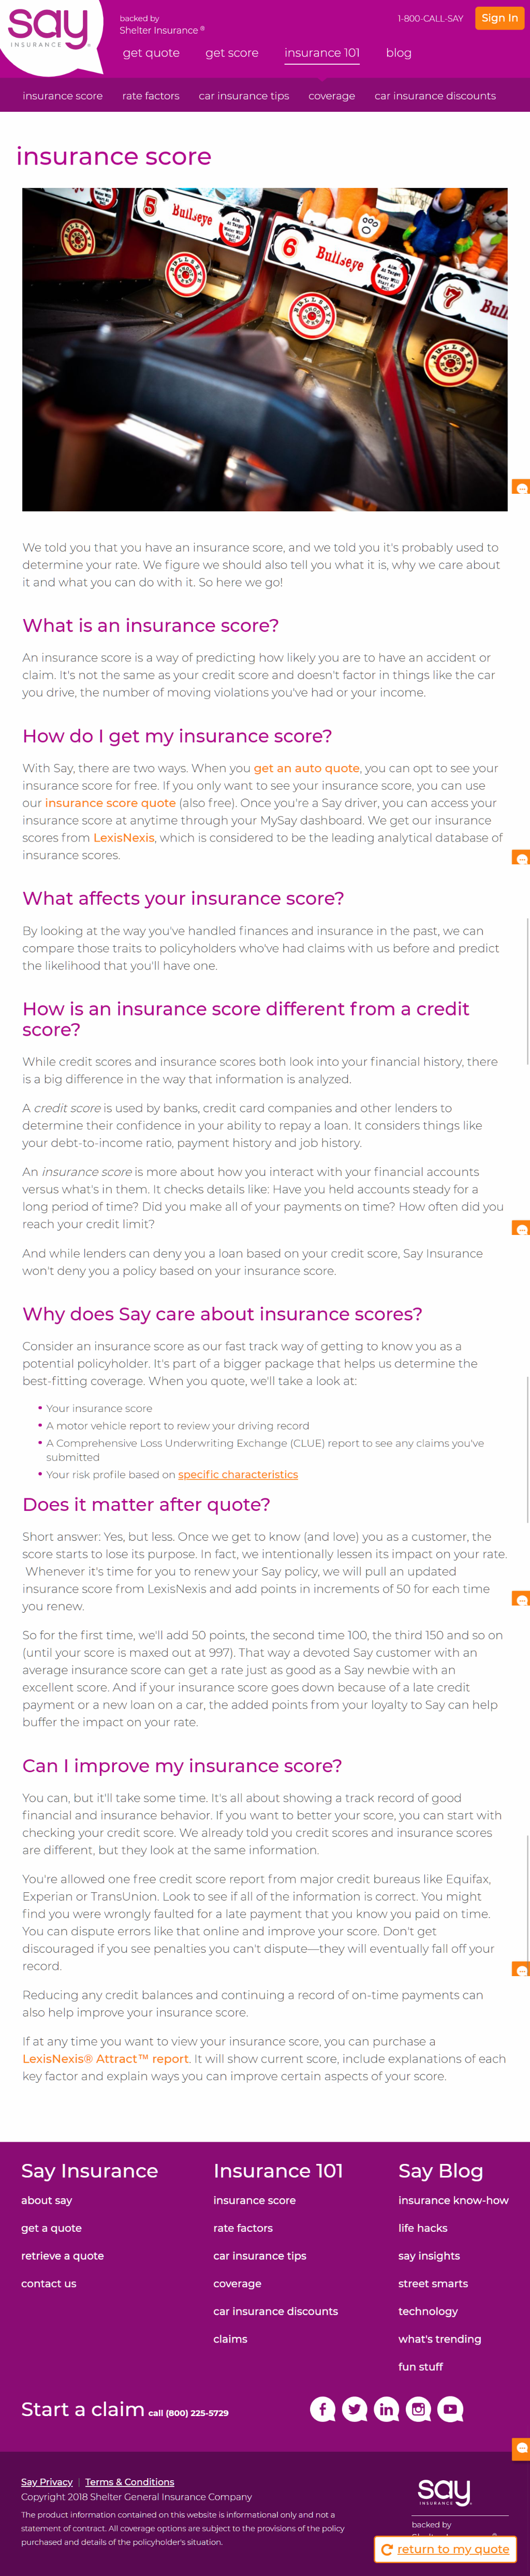 say
INSURANCE
backed by
Shelter Insurance ®
1-800-CALL-SAY
Sign In
get quote
get score
insurance 101
blog
insurance score
rate factors
car insurance tips
coverage
car insurance discounts
insurance score
5
Bullseye
6
Bullseye
7
Bull
We told you that you have an insurance score, and we told you it's probably used to
determine your rate. We figure we should also tell you what it is, why we care about
it and what you can do with it. So here we go!
What is an insurance score?
An insurance score is a way of predicting how likely you are to have an accident or
claim. It's not the same as your credit score and doesn't factor in things like the car
you drive, the number of moving violations you've had or your income.
How do I get my insurance score?
With Say, there are two ways. When you get an auto quote, you can opt to see your
insurance score for free. If you only want to see your insurance score, you can use
our insurance score quote (also free). Once you're a Say driver, you can access your
insurance score at anytime through your MySay dashboard. We get our insurance
scores from LexisNexis, which is considered to be the leading analytical database of
insurance scores.
What affects your insurance score?
By looking at the way you've handled finances and insurance in the past, we can
compare those traits to policyholders who've had claims with us before and predict
the likelihood that you'll have one.
How is an insurance score different from a credit
score?
While credit scores and insurance scores both look into your financial history, there
is a big difference in the way that information is analyzed.
A credit score is used by banks, credit card companies and other lenders to
determine their confidence in your ability to repay a loan. It considers things like
your debt-to-income ratio, payment history and job history.
An insurance score is more about how you interact with your financial accounts
versus what's in them. It checks details like: Have you held accounts steady for a
long period of time? Did you make all of your payments on time? How often did you
reach your credit limit?
And while lenders can deny you a loan based on your credit score, Say Insurance
won't deny you a policy based on your insurance score.
Why does Say care about insurance scores?
Consider an insurance score as our fast track way of getting to know you as a
potential policyholder. It's part of a bigger package that helps us determine the
best-fitting coverage. When you quote, we'll take a look at:
• Your insurance score
• A motor vehicle report to review your driving record
• A Comprehensive Loss Underwriting Exchange (CLUE) report to see any claims you've
submitted
• Your risk profile based on specific characteristics
Does it matter after quote?
Short answer: Yes, but less. Once we get to know (and love) you as a customer, the
score starts to lose its purpose. In fact, we intentionally lessen its impact on your rate.
Whenever it's time for you to renew your Say policy, we will pull an updated
insurance score from LexisNexis and add points in increments of 50 for each time
you renew.
So for the first time, we'll add 50 points, the second time 100, the third 150 and so on
(until your score is maxed out at 997). That way a devoted Say customer with an
average insurance score can get a rate just as good as a Say newbie with an
excellent score. And if your insurance score goes down because of a late credit
payment or a new loan on a car, the added points from your loyalty to Say can help
buffer the impact on your rate.
Can I improve my insurance score?
You can, but it'll take some time. It's all about showing a track record of good
financial and insurance behavior. If you want to better your score, you can start with
checking your credit score. We already told you credit scores and insurance scores
are different, but they look at the same information.
You're allowed one free credit score report from major credit bureaus like Equifax,
Experian or TransUnion. Look to see if all of the information is correct. You might
find you were wrongly faulted for a late payment that you know you paid on time.
You can dispute errors like that online and improve your score. Don't get
discouraged if you see penalties you can't dispute—they will eventually fall off your
record.
Reducing any credit balances and continuing a record of on-time payments can
also help improve your insurance score.
If at any time you want to view your insurance score, you can purchase a
LexisNexis® Attract™ report. It will show current score, include explanations of each
key factor and explain ways you can improve certain aspects of your score.
Say Insurance
about say
get a quote
retrieve a quote
contact us
Insurance 101
insurance score
rate factors
car insurance tips
coverage
car insurance discounts
claims
Say Blog
insurance know-how
life hacks
say insights
street smarts
technology
what's trending
fun stuff
Start a claim call (800) 225-5729
Say Privacy | Terms & Conditions
Copyright 2018 Shelter General Insurance Company
The product information contained on this website is informational only and not a
statement of contract. All coverage options are subject to the provisions of the policy
purchased and details of the policyholder's situation.
say
INSURANCE
backed by
return to my quote